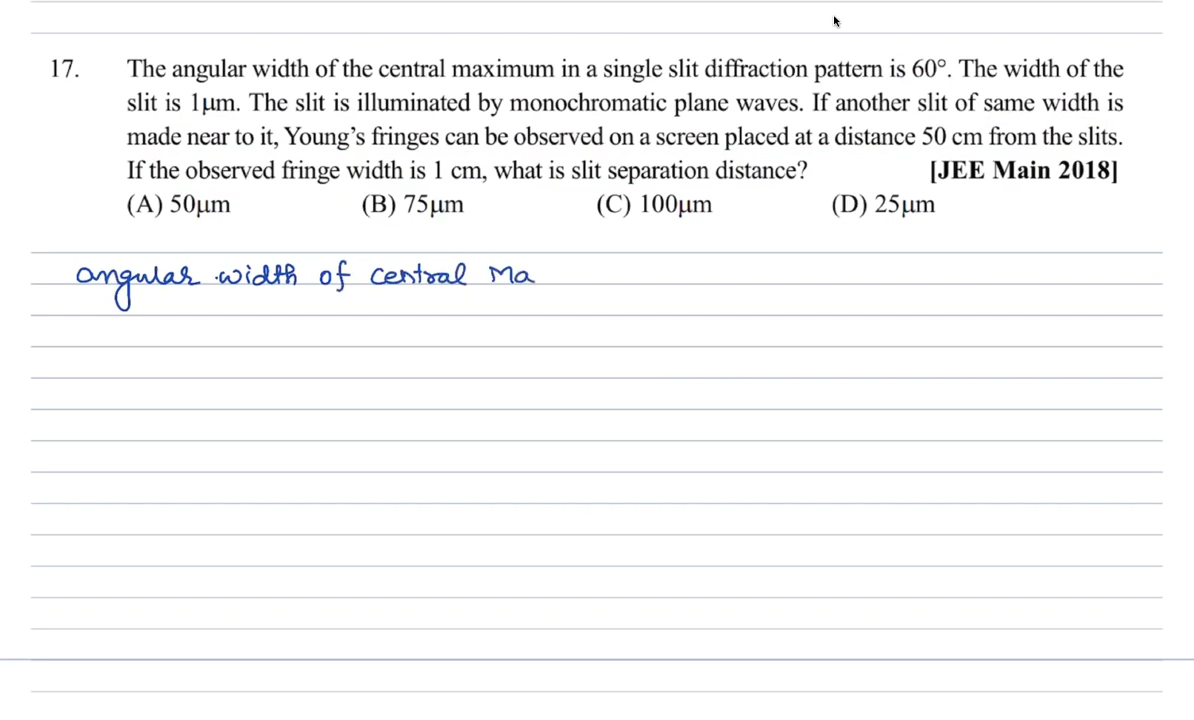 17. The angular width of the central maximum in a single slit diffraction pattern is 60°. The width of the
slit is 1μm. The slit is illuminated by monochromatic plane waves. If another slit of same width is
made near to it, Young's fringes can be observed on a screen placed at a distance 50 cm from the slits.
If the observed fringe width is 1 cm, what is slit separation distance? [JEE Main 2018]
(A) 50μm (B) 75μm (C) 100μm (D) 25μm
angular width of central Ma